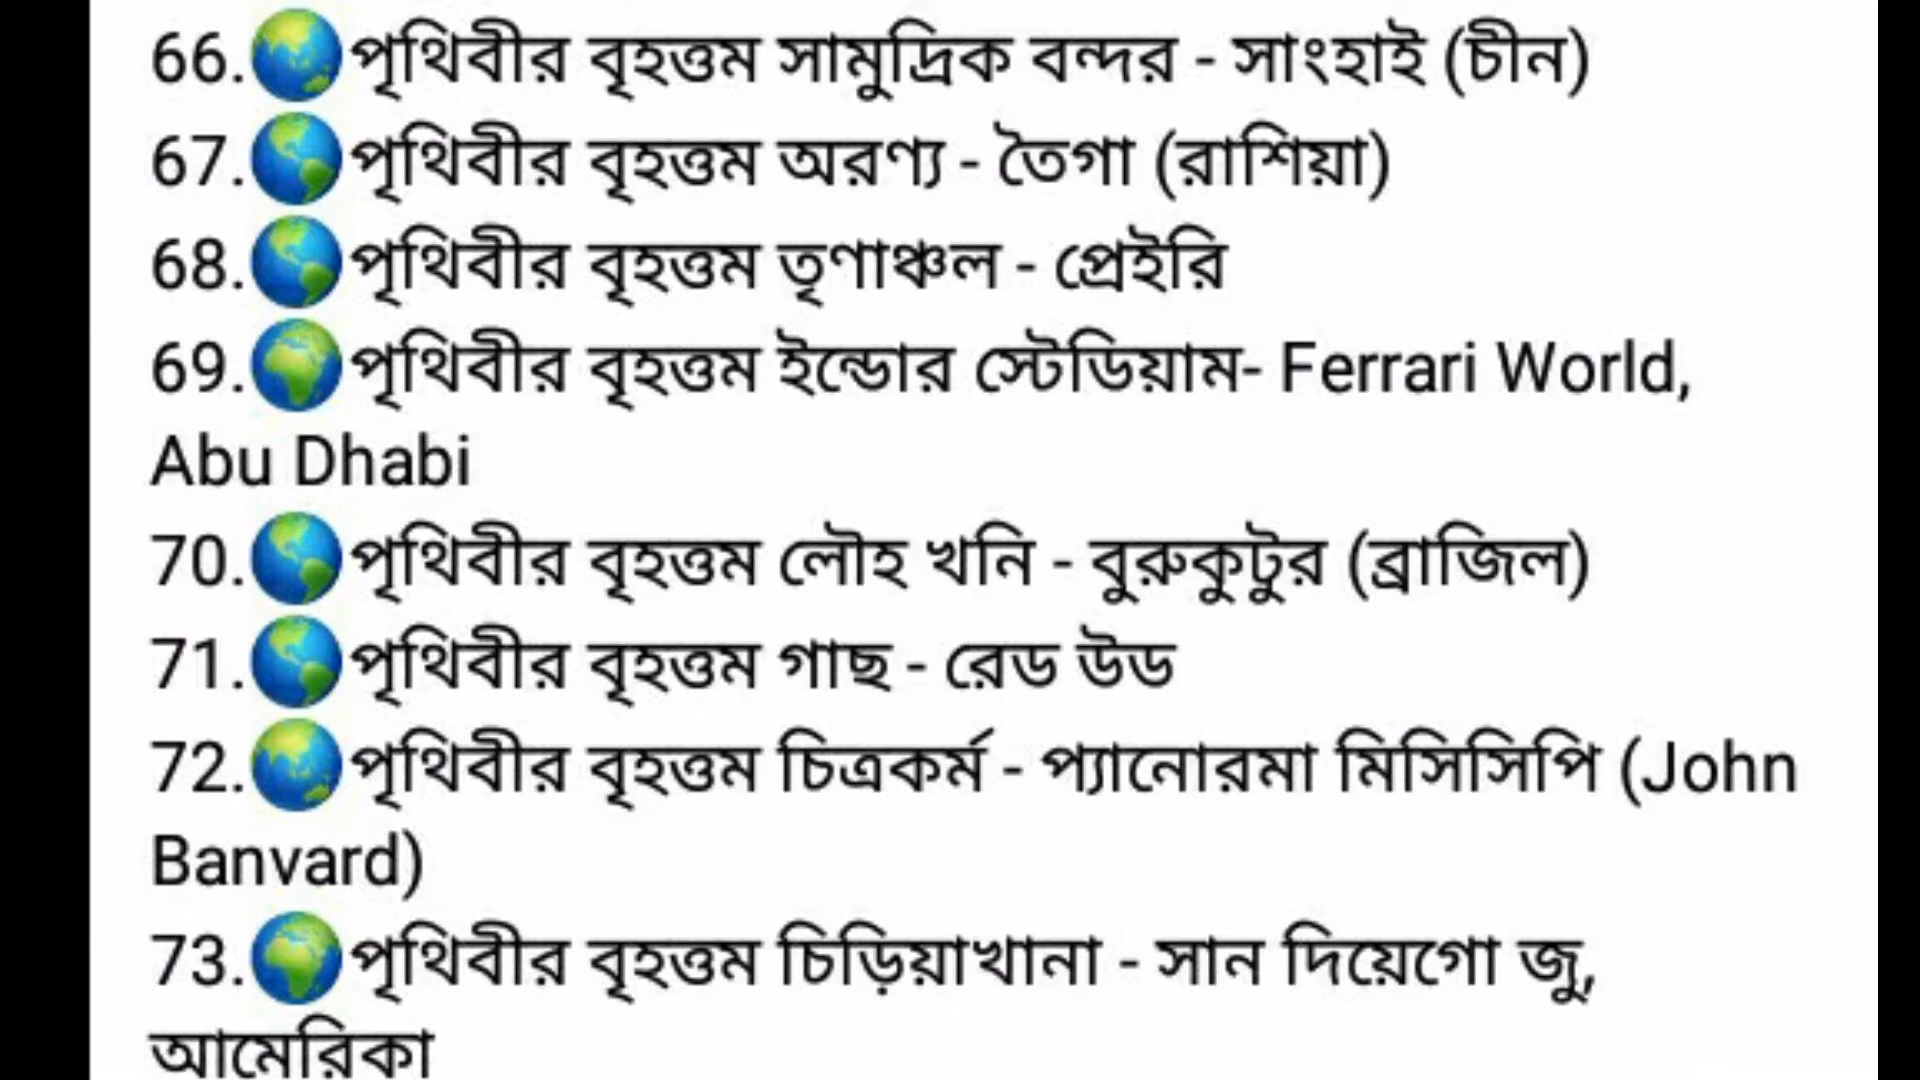 66.🌏পৃথিবীর বৃহত্তম সামুদ্রিক বন্দর - সাংহাই (চীন)
67.🌎পৃথিবীর বৃহত্তম অরণ্য - তৈগা (রাশিয়া)
68.🌎পৃথিবীর বৃহত্তম তৃণাঞ্চল - প্রেইরি
69.🌍পৃথিবীর বৃহত্তম ইন্ডোর স্টেডিয়াম- Ferrari World,
Abu Dhabi
70.🌎পৃথিবীর বৃহত্তম লৌহ খনি - বুরুকুটুর (ব্রাজিল)
71.🌎পৃথিবীর বৃহত্তম গাছ - রেড উড
72.🌏পৃথিবীর বৃহত্তম চিত্রকর্ম - প্যানোরমা মিসিসিপি (John
Banvard)
73.🌍পৃথিবীর বৃহত্তম চিড়িয়াখানা - সান দিয়েগো জু,
আমেরিকা